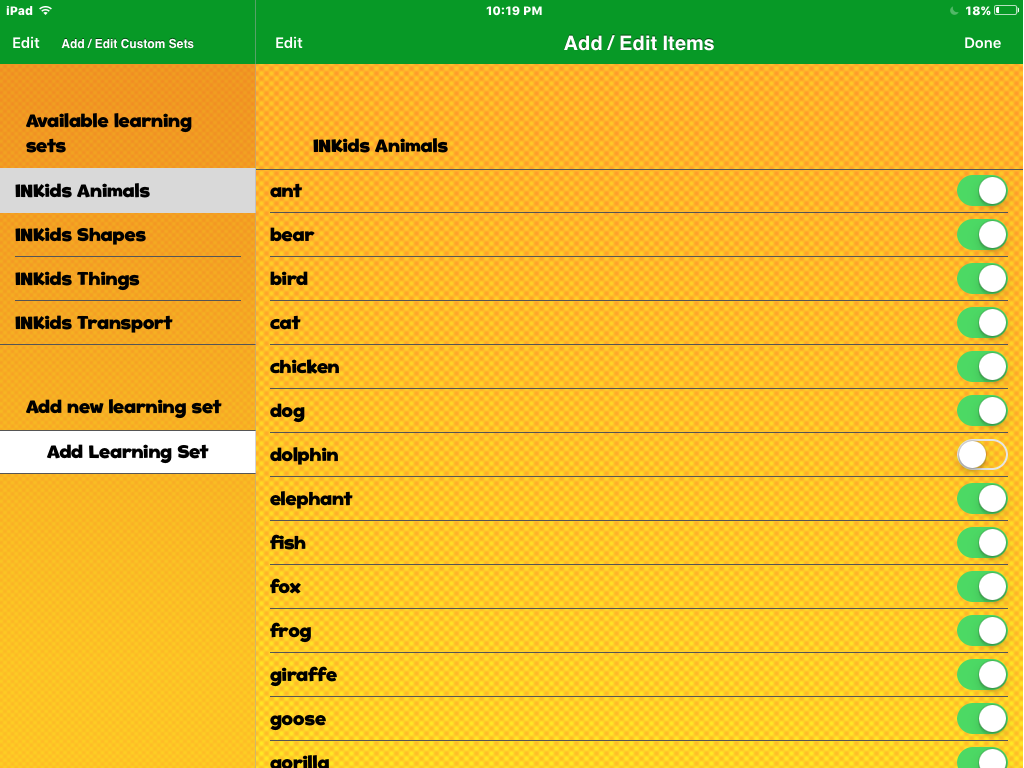 iPad 10:19 PM 18%
Edit Add / Edit Custom Sets Edit Add / Edit Items Done
Available learning
sets
INKids Animals
INKids Shapes
INKids Things
INKids Transport
Add new learning set
Add Learning Set
INKids Animals
ant
bear
bird
cat
chicken
dog
dolphin
elephant
fish
fox
frog
giraffe
goose
gorilla